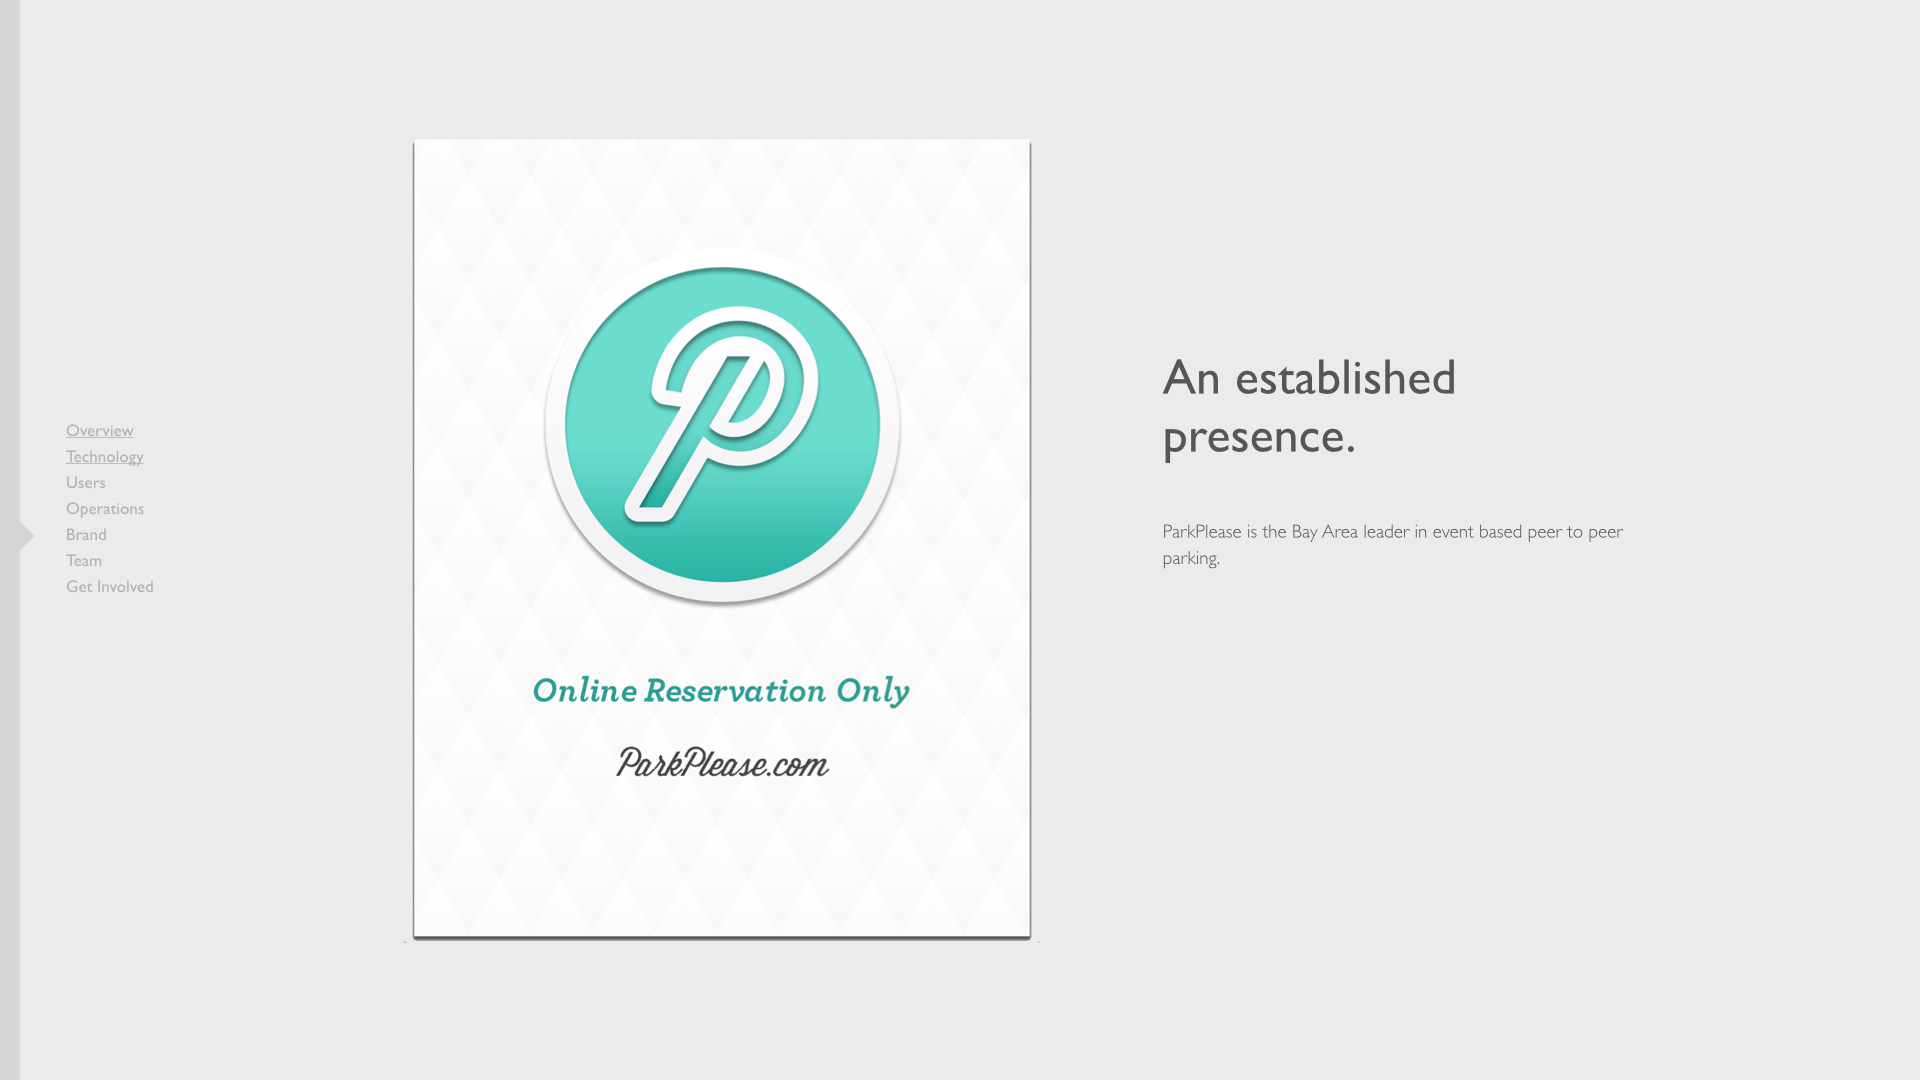 Overview
Technology
Users
Operations
Brand
Team
Get Involved
P
Online Reservation Only
ParkPlease.com
An established
presence.
ParkPlease is the Bay Area leader in event based peer to peer
parking.